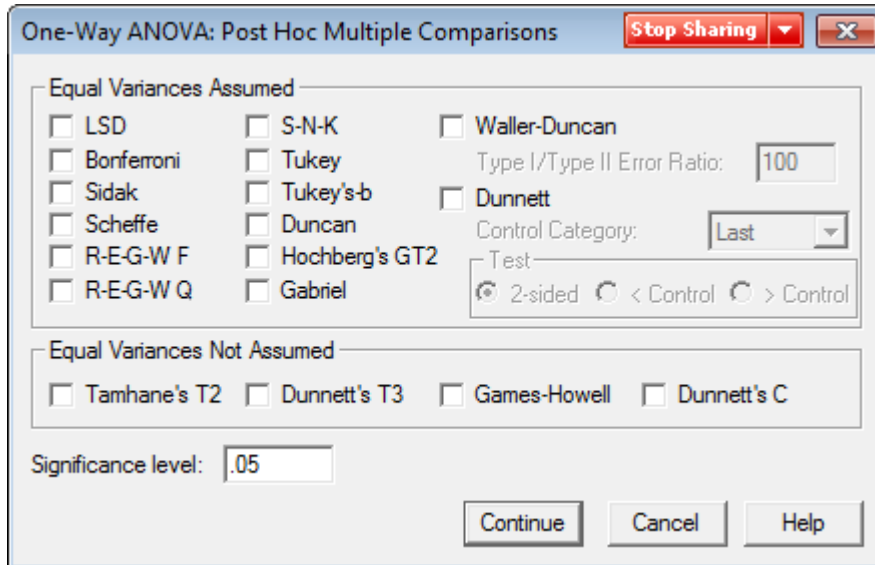 One-Way ANOVA: Post Hoc Multiple Comparisons
Stop Sharing
Equal Variances Assumed
LSD S-N-K Waller-Duncan
Bonferroni Tukey Type I/Type II Error Ratio: 100
Sidak Tukey's-b Dunnett
Scheffe Duncan Control Category: Last
R-E-G-W F Hochberg's GT2 Test
R-E-G-W Q Gabriel 2-sided < Control > Control
Equal Variances Not Assumed
Tamhane's T2 Dunnett's T3 Games-Howell Dunnett's C
Significance level: .05
Continue Cancel Help